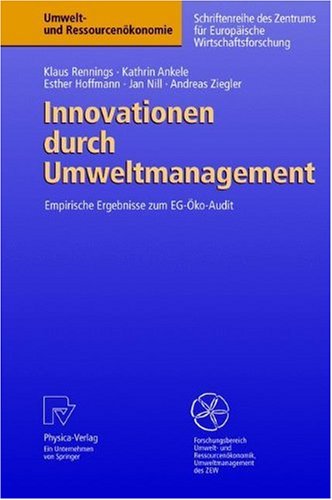 Umwelt-
und Ressourcenökonomie
Schriftenreihe des Zentrums
für Europäische
Wirtschaftsforschung
Klaus Rennings · Kathrin Ankele
Esther Hoffmann · Jan Nill · Andreas Ziegler
Innovationen
durch
Umweltmanagement
Empirische Ergebnisse zum EG-Öko-Audit
Physica-Verlag
Ein Unternehmen
von Springer
Forschungsbereich
Umwelt- und
Ressourcenökonomik,
Umweltmanagement
des ZEW